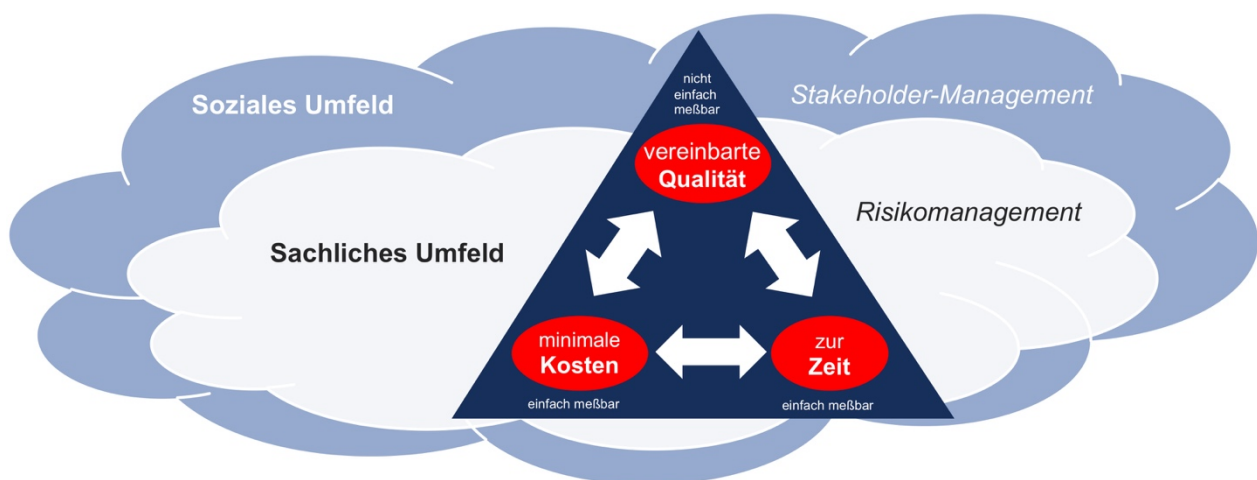 nicht
einfach
meßbar
Soziales Umfeld
Stakeholder-Management
vereinbarte
Qualität
Risikomanagement
Sachliches Umfeld
minimale
Kosten
zur
Zeit
einfach meßbar
einfach meßbar